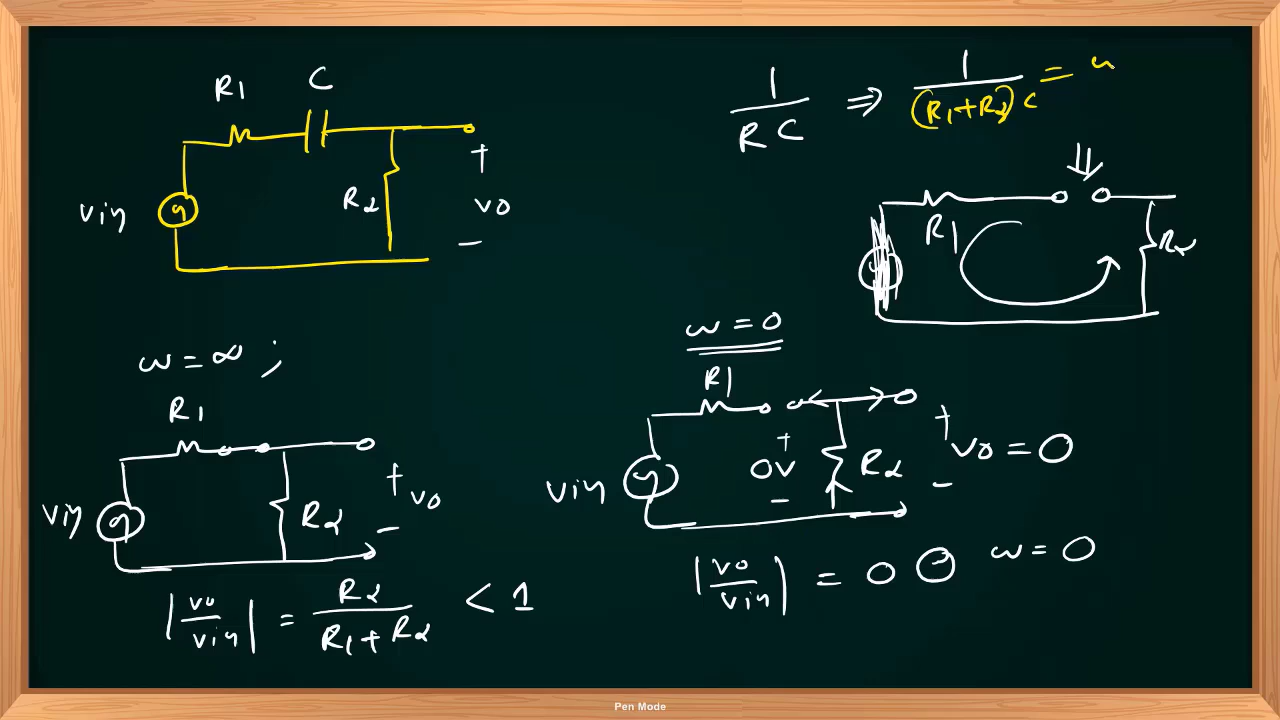 R1 C
Vin R2 + Vo -
1/RC ⇒ 1/(R1+R2)C = ω
R1 R2
ω = ∞ ;
R1
Vin R2 + Vo -
|Vo/Vin| = R2/(R1+R2) < 1
ω = 0
R1
Vin + 0V - R2 + Vo = 0 -
|Vo/Vin| = 0 0 ω = 0
Pen Mode